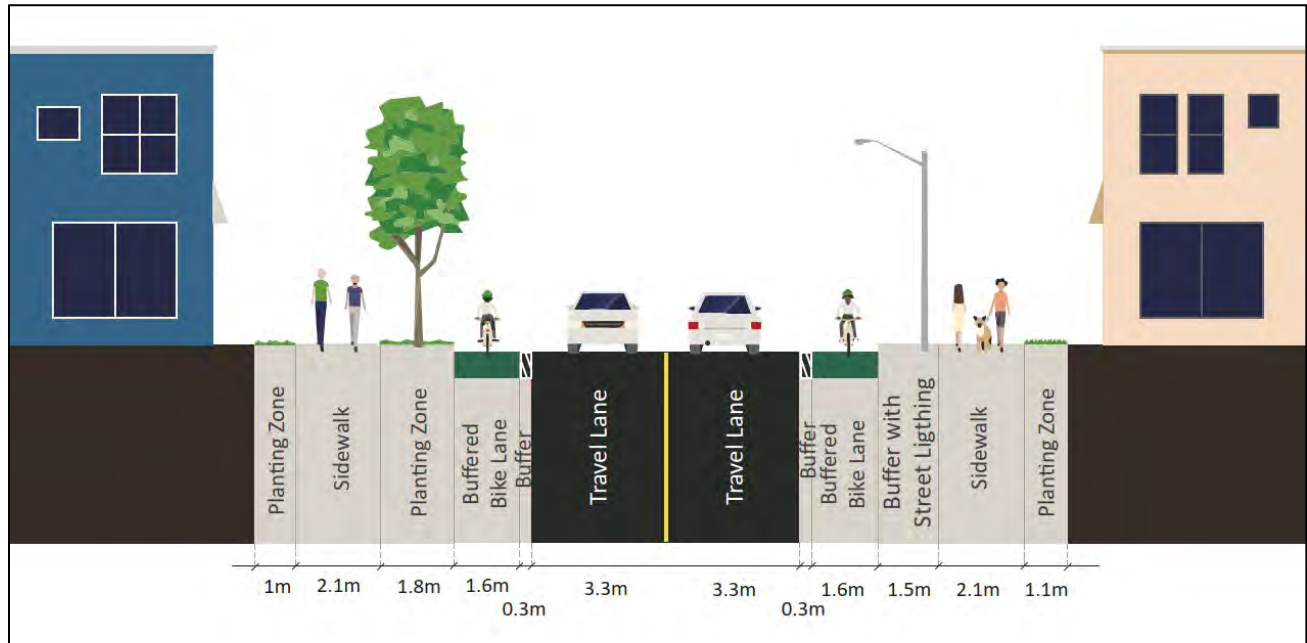 Planting Zone
Sidewalk
Planting Zone
Buffered
Bike Lane
Buffer
Travel Lane
Travel Lane
Buffer
Buffered
Bike Lane
Buffer with
Street Ligthing
Sidewalk
Planting Zone
1m
2.1m
1.8m
1.6m
0.3m
3.3m
3.3m
0.3m
1.6m
1.5m
2.1m
1.1m